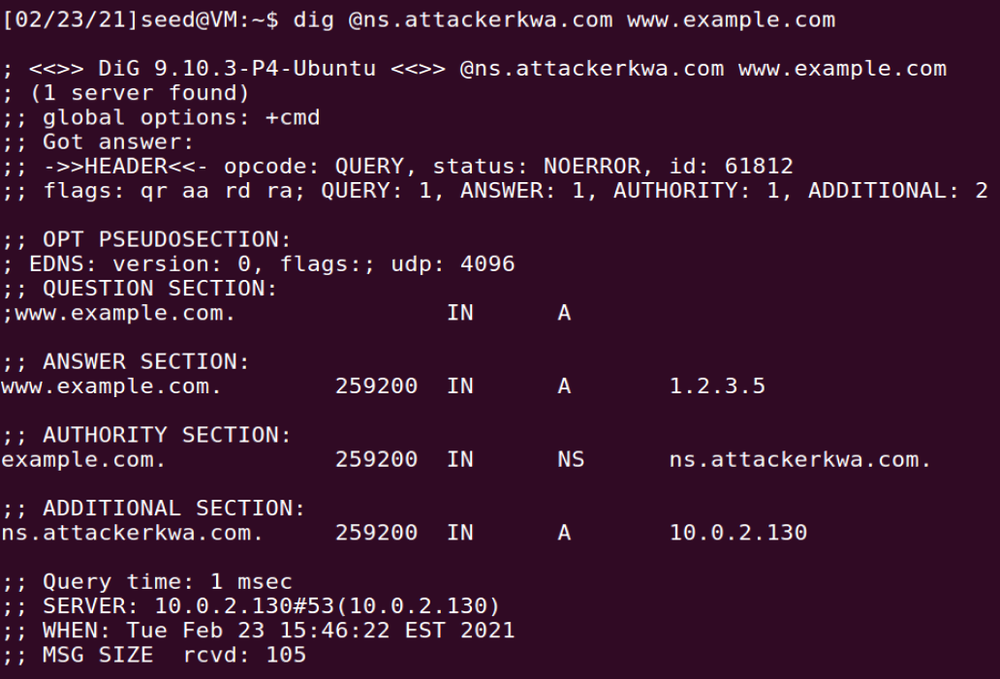 [02/23/21]seed@VM:~$ dig @ns.attackerkwa.com www.example.com
; <<>> DiG 9.10.3-P4-Ubuntu <<>> @ns.attackerkwa.com www.example.com
; (1 server found)
;; global options: +cmd
;; Got answer:
;; ->>HEADER<<- opcode: QUERY, status: NOERROR, id: 61812
;; flags: qr aa rd ra; QUERY: 1, ANSWER: 1, AUTHORITY: 1, ADDITIONAL: 2
;; OPT PSEUDOSECTION:
; EDNS: version: 0, flags:; udp: 4096
;; QUESTION SECTION:
;www.example.com. IN A
;; ANSWER SECTION:
www.example.com. 259200 IN A 1.2.3.5
;; AUTHORITY SECTION:
example.com. 259200 IN NS ns.attackerkwa.com.
;; ADDITIONAL SECTION:
ns.attackerkwa.com. 259200 IN A 10.0.2.130
;; Query time: 1 msec
;; SERVER: 10.0.2.130#53(10.0.2.130)
;; WHEN: Tue Feb 23 15:46:22 EST 2021
;; MSG SIZE  rcvd: 105